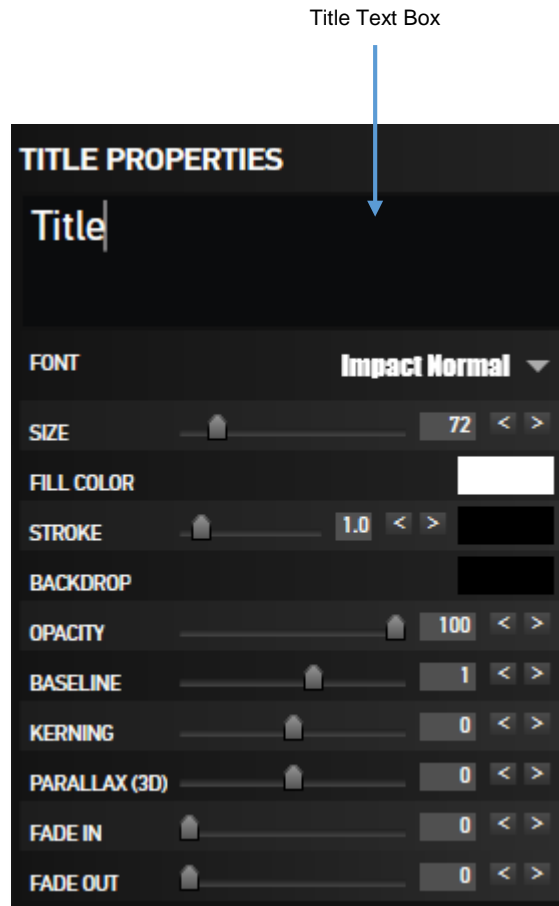 Title Text Box
TITLE PROPERTIES
Title
FONT Impact Normal
SIZE 72 < >
FILL COLOR
STROKE 1.0 < >
BACKDROP
OPACITY 100 < >
BASELINE 1 < >
KERNING 0 < >
PARALLAX (3D) 0 < >
FADE IN 0 < >
FADE OUT 0 < >